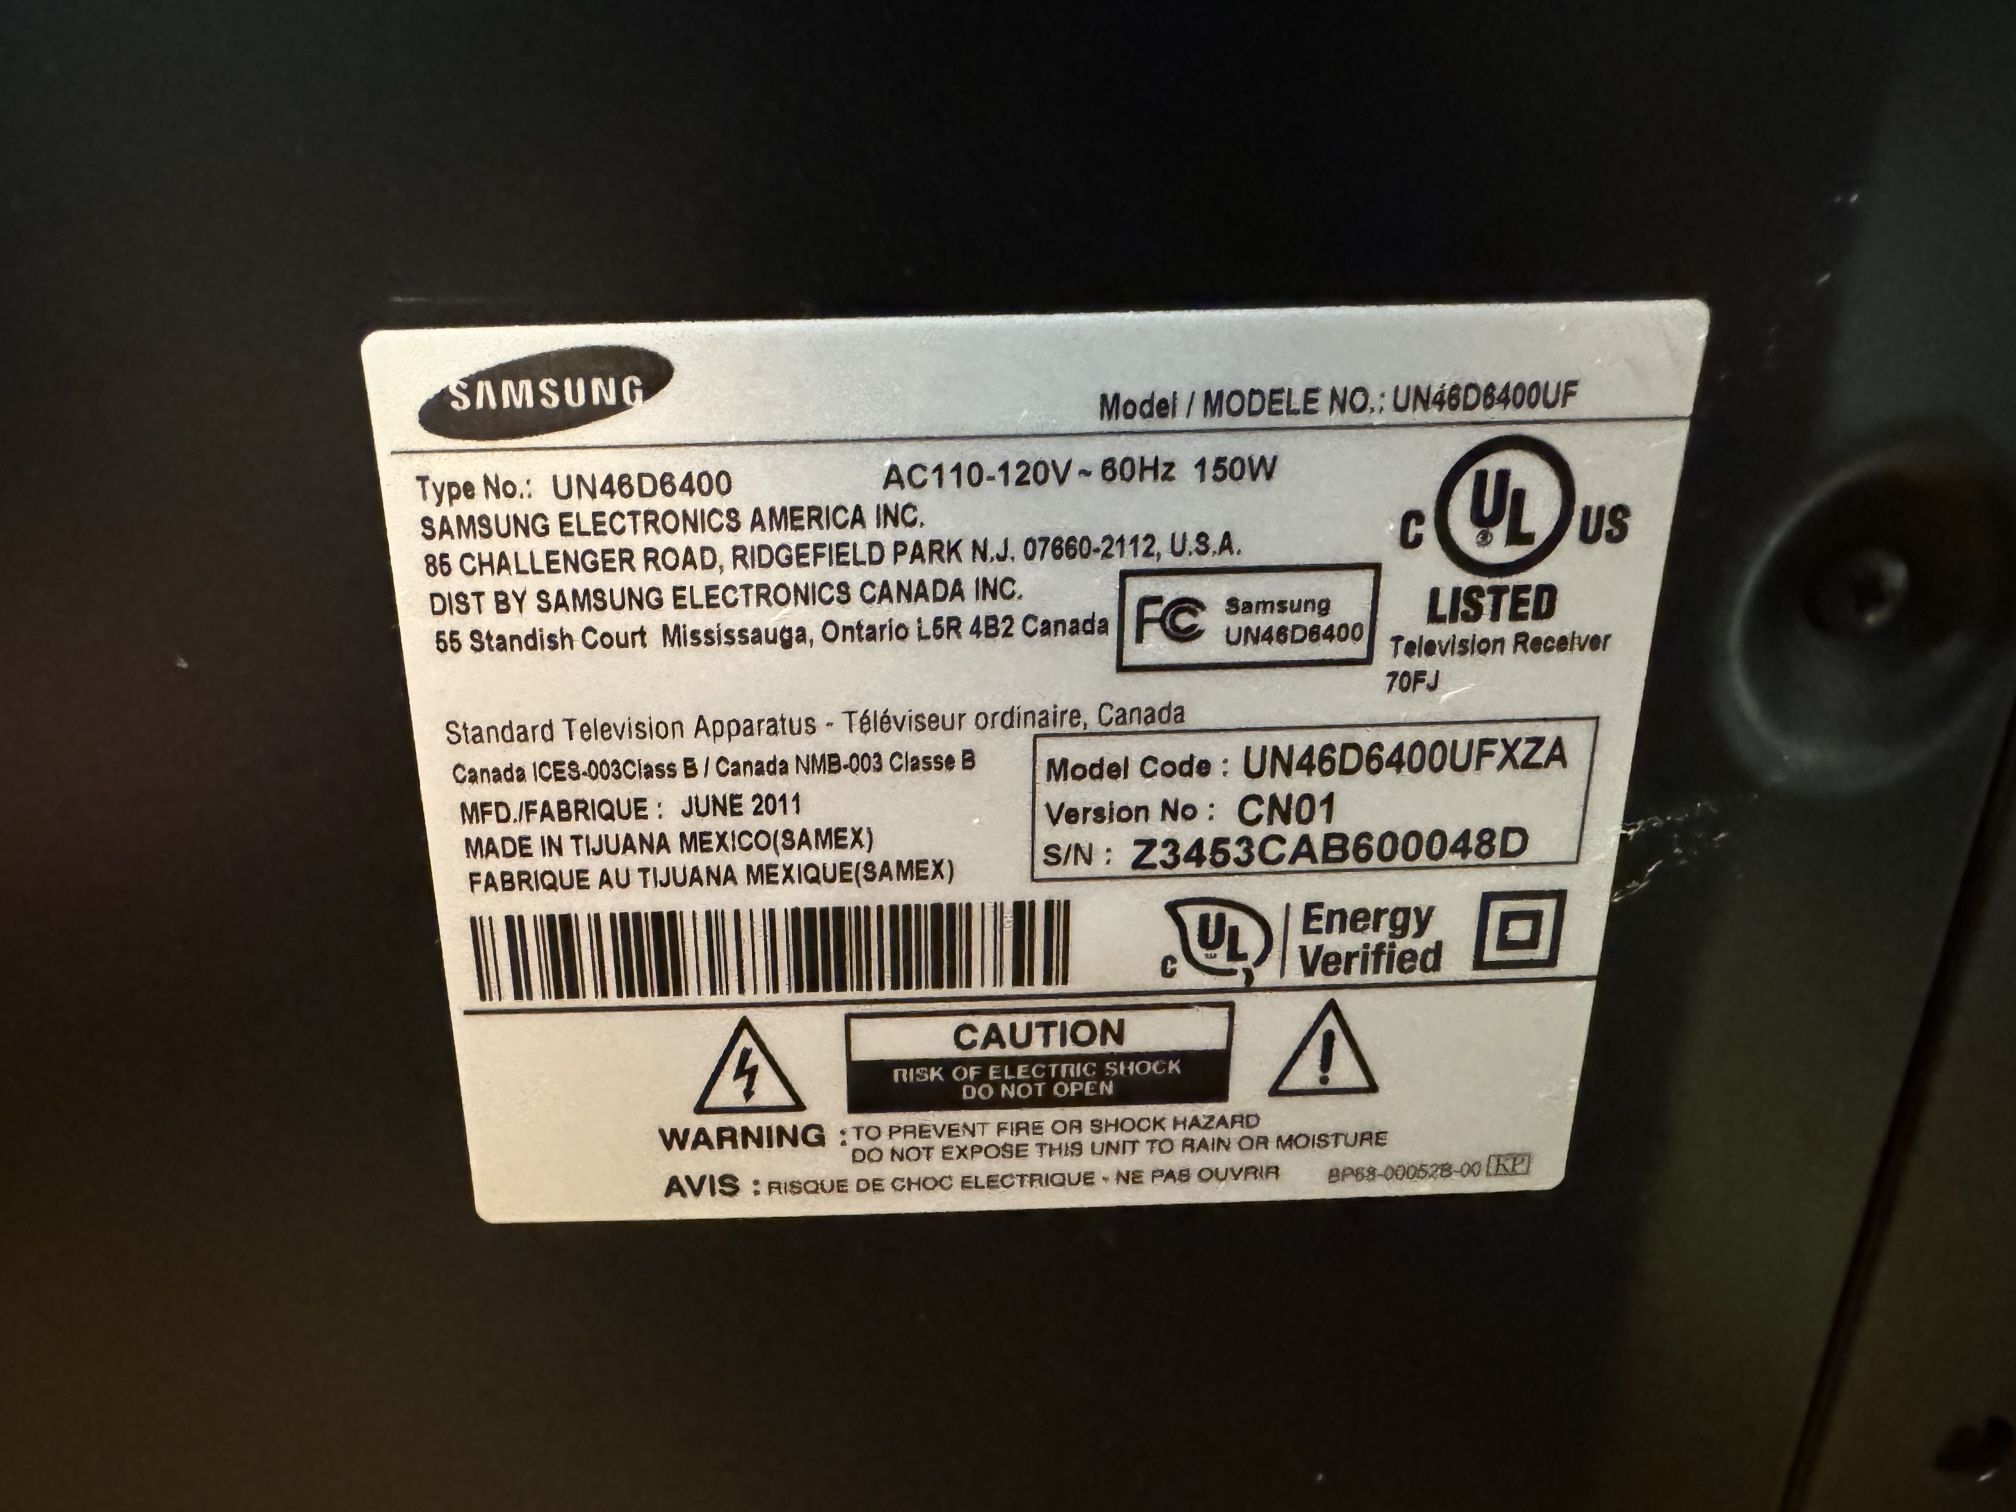 SAMSUNG
Model / MODELE NO.: UN46D6400UF
Type No.: UN46D6400 AC110-120V ~ 60Hz 150W
SAMSUNG ELECTRONICS AMERICA INC.
85 CHALLENGER ROAD, RIDGEFIELD PARK N.J. 07660-2112, U.S.A.
DIST BY SAMSUNG ELECTRONICS CANADA INC.
55 Standish Court Mississauga, Ontario L5R 4B2 Canada
FC Samsung
UN46D6400
C UL ® US
LISTED
Television Receiver
70FJ
Standard Television Apparatus - Téléviseur ordinaire, Canada
Canada ICES-003Class B / Canada NMB-003 Classe B
MFD./FABRIQUE : JUNE 2011
MADE IN TIJUANA MEXICO(SAMEX)
FABRIQUE AU TIJUANA MEXIQUE(SAMEX)
Model Code : UN46D6400UFXZA
Version No : CN01
S/N : Z3453CAB600048D
C UL Energy
Verified
CAUTION
RISK OF ELECTRIC SHOCK
DO NOT OPEN
WARNING : TO PREVENT FIRE OR SHOCK HAZARD
DO NOT EXPOSE THIS UNIT TO RAIN OR MOISTURE
AVIS : RISQUE DE CHOC ELECTRIQUE - NE PAS OUVRIR
BP68-00052B-00 KP